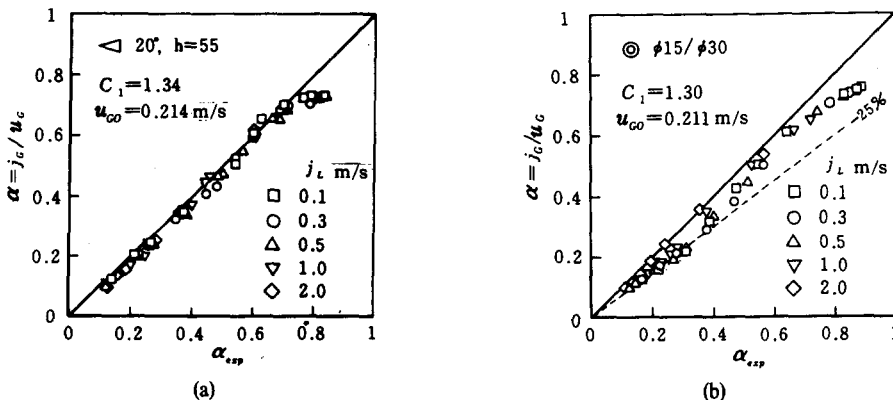 20°, h=55
C₁=1.34
u_GO=0.214 m/s
j_L m/s
0.1
0.3
0.5
1.0
2.0
α=j_G/u_G
1
0.8
0.6
0.4
0.2
0
0 0.2 0.4 0.6 0.8 1
α_exp
(a)
φ15/φ30
C₁=1.30
u_GO=0.211 m/s
25%
j_L m/s
0.1
0.3
0.5
1.0
2.0
α=j_G/u_G
1
0.8
0.6
0.4
0.2
0
0 0.2 0.4 0.6 0.8 1
α_exp
(b)